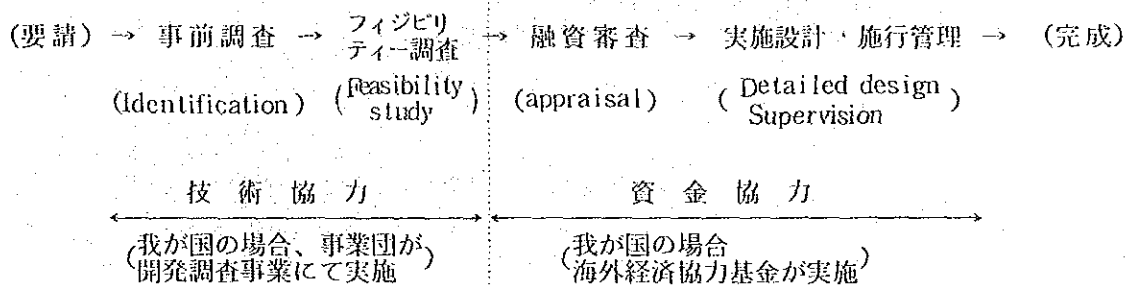 (要請) → 事前調査 → フィジビリティー調査 → 融資審査 → 実施設計・施行管理 → (完成)
(Identification) (Feasibility study) (appraisal) (Detailed design Supervision)
技術協力 資金協力
(我が国の場合、事業団が (我が国の場合
開発調査事業にて実施) 海外経済協力基金が実施)